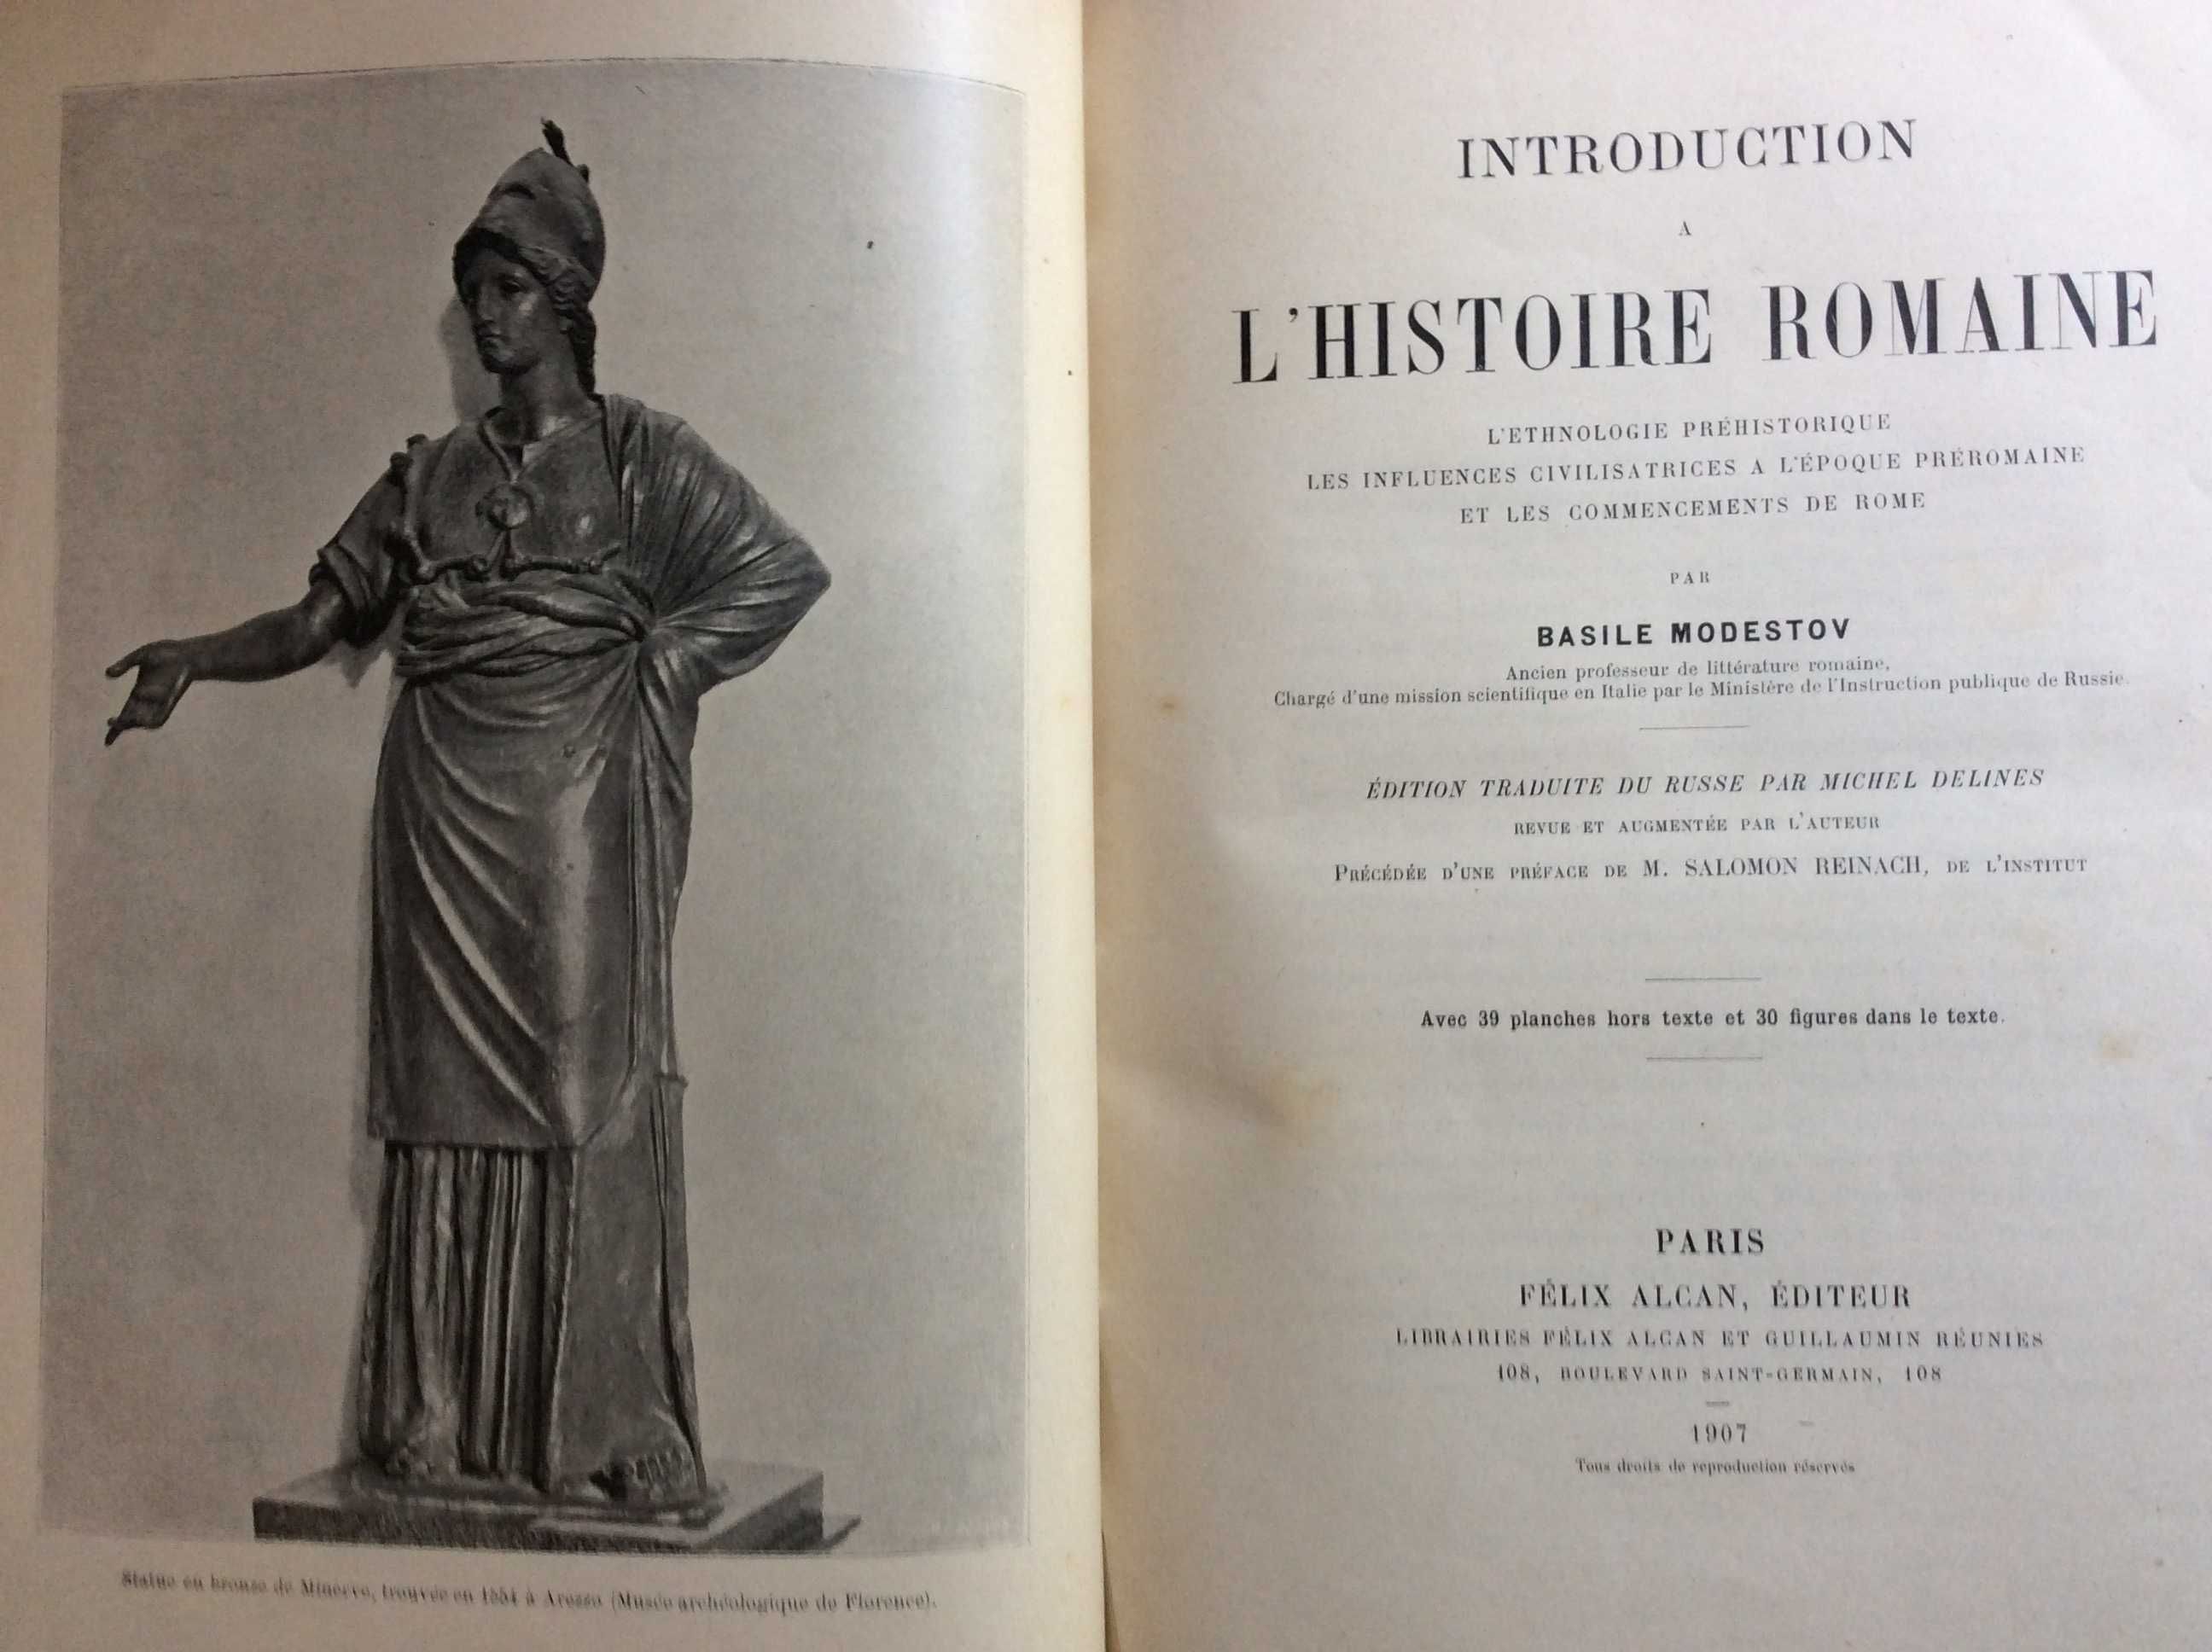 Statue en bronze de Minerve, trouvée en 1554 à Arezzo (Musée archéologique de Florence).
INTRODUCTION
A
L'HISTOIRE ROMAINE
L'ETHNOLOGIE PRÉHISTORIQUE
LES INFLUENCES CIVILISATRICES A L'ÉPOQUE PRÉROMAINE
ET LES COMMENCEMENTS DE ROME
PAR
BASILE MODESTOV
Ancien professeur de littérature romaine,
Chargé d'une mission scientifique en Italie par le Ministère de l'Instruction publique de Russie.
ÉDITION TRADUITE DU RUSSE PAR MICHEL DELINES
REVUE ET AUGMENTÉE PAR L'AUTEUR
PRÉCÉDÉE D'UNE PRÉFACE DE M. SALOMON REINACH, DE L'INSTITUT
Avec 39 planches hors texte et 30 figures dans le texte.
PARIS
FÉLIX ALCAN, ÉDITEUR
LIBRAIRIES FÉLIX ALCAN ET GUILLAUMIN RÉUNIES
108, BOULEVARD SAINT-GERMAIN, 108
1907
Tous droits de reproduction réservés